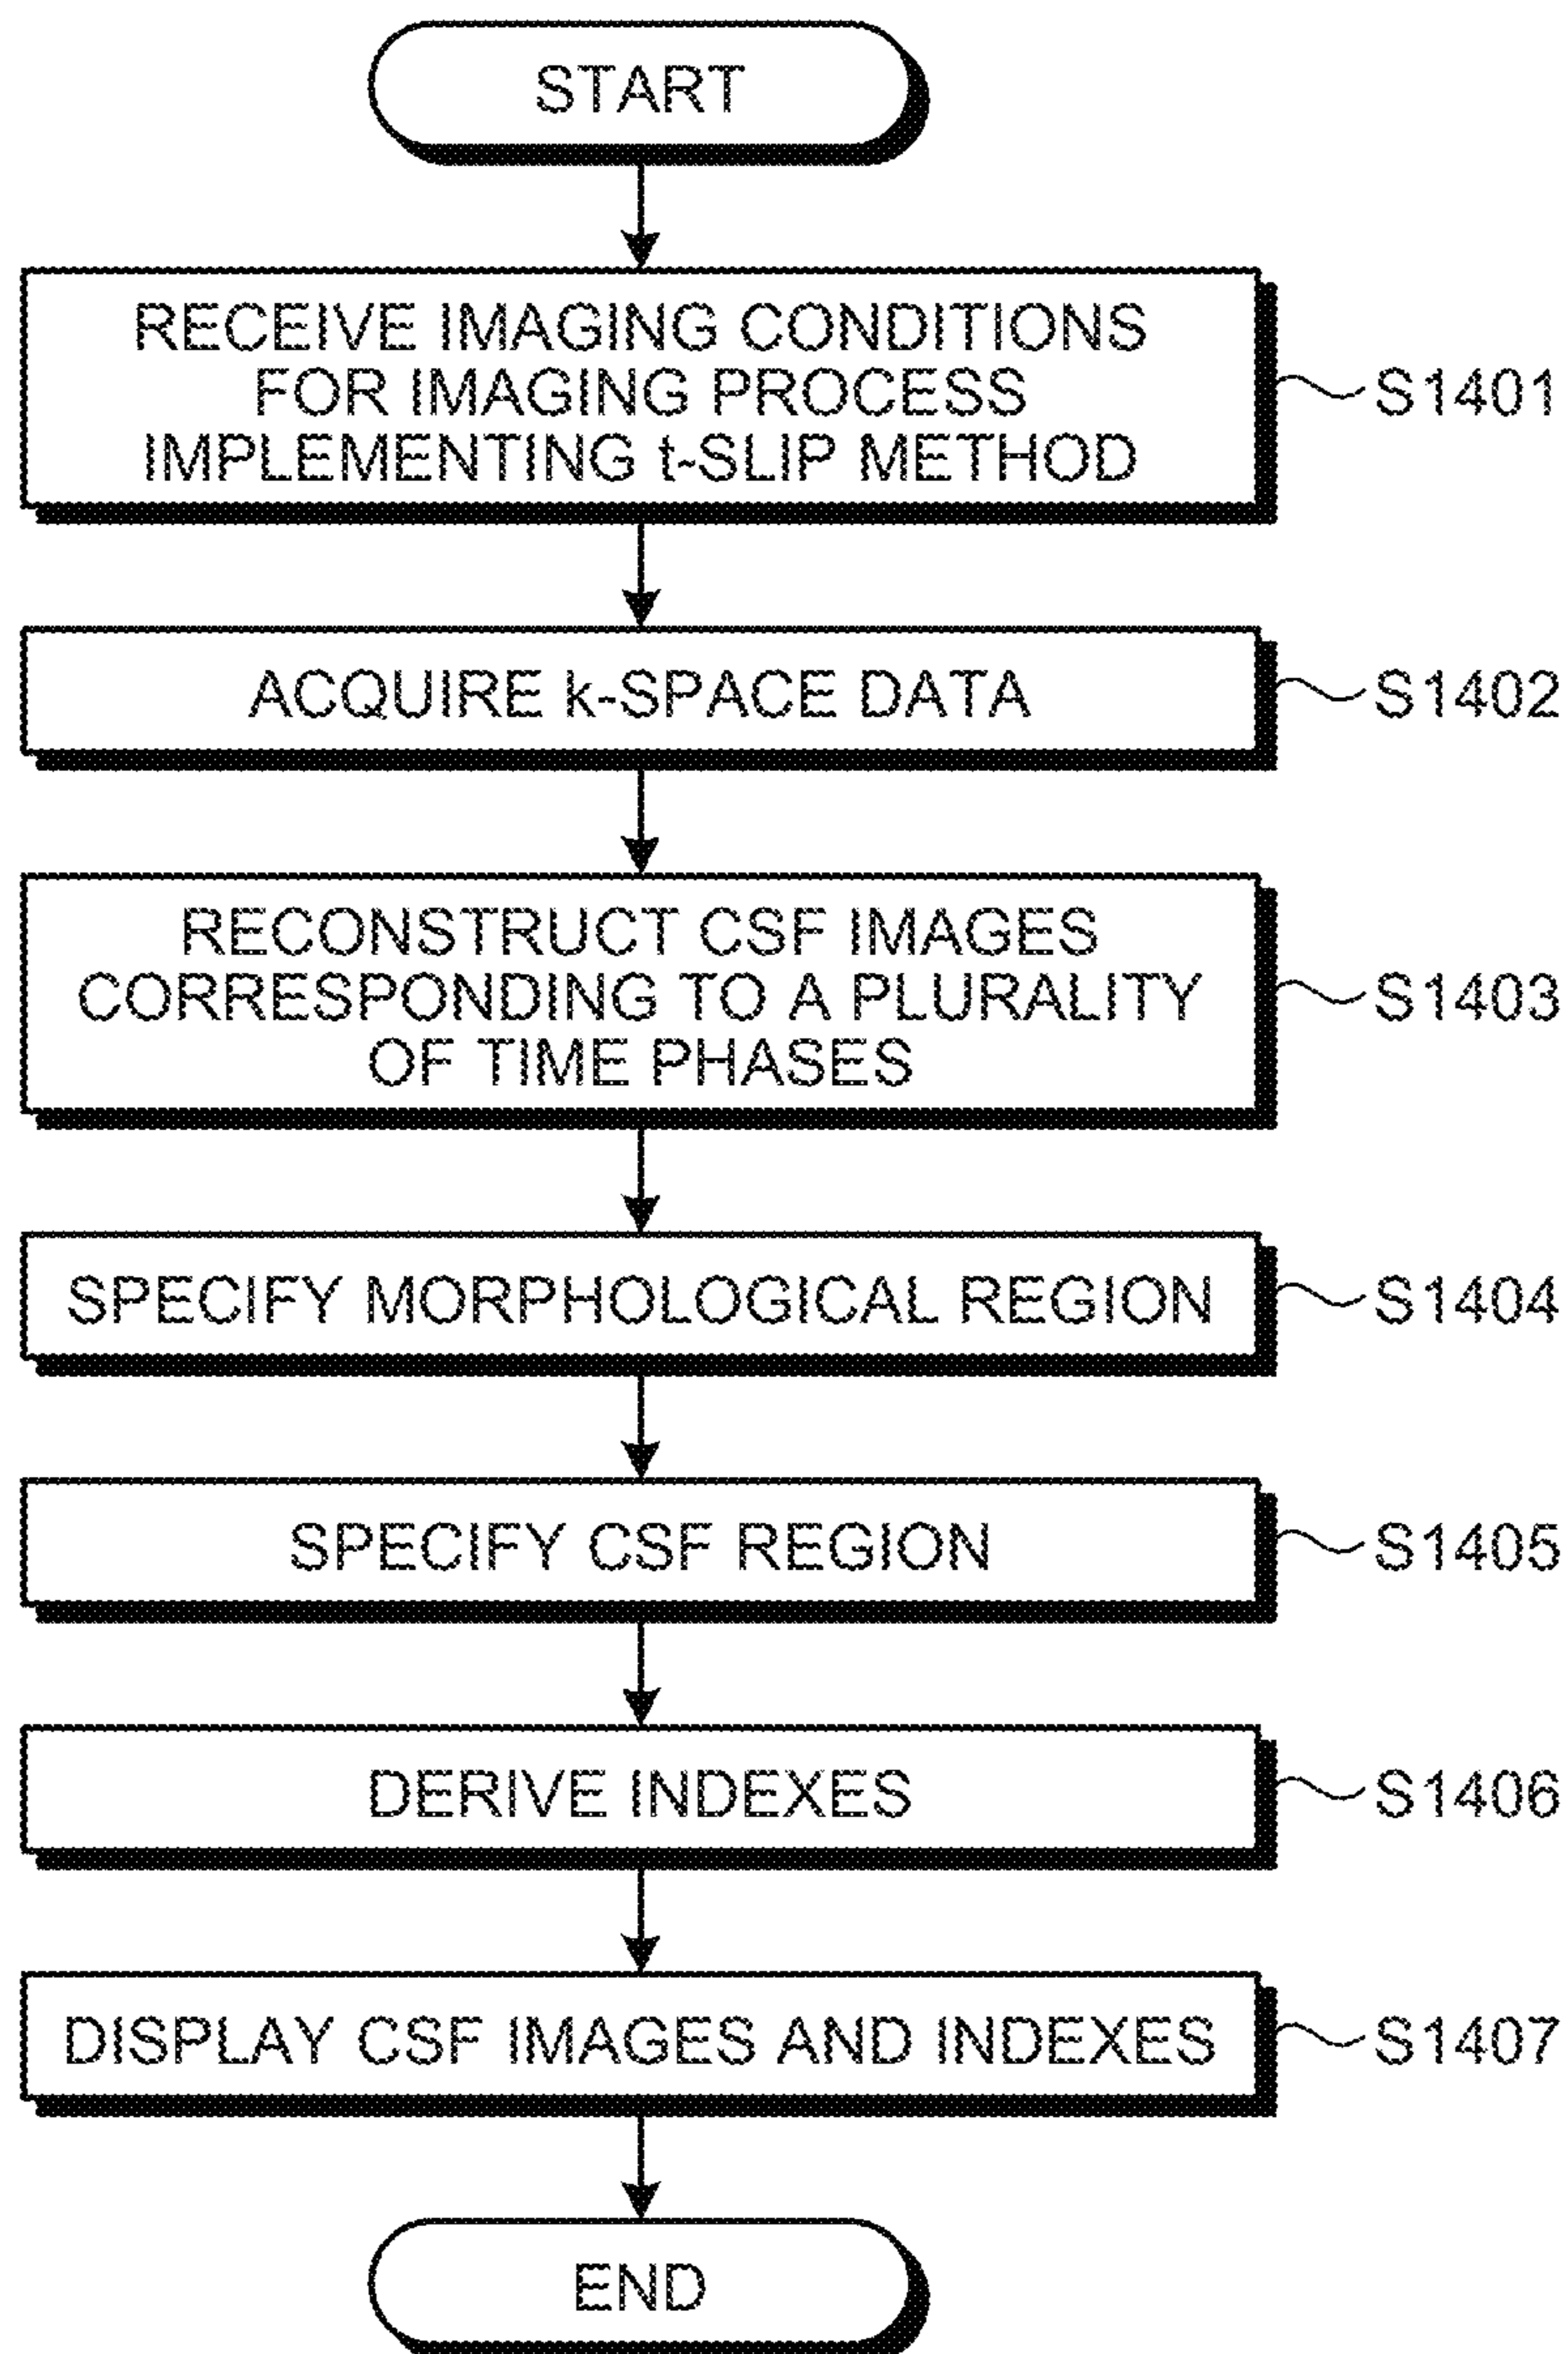 START
RECEIVE IMAGING CONDITIONS
FOR IMAGING PROCESS
IMPLEMENTING t-SLIP METHOD
S1401
ACQUIRE k-SPACE DATA
S1402
RECONSTRUCT CSF IMAGES
CORRESPONDING TO A PLURALITY
OF TIME PHASES
S1403
SPECIFY MORPHOLOGICAL REGION
S1404
SPECIFY CSF REGION
S1405
DERIVE INDEXES
S1406
DISPLAY CSF IMAGES AND INDEXES
S1407
END